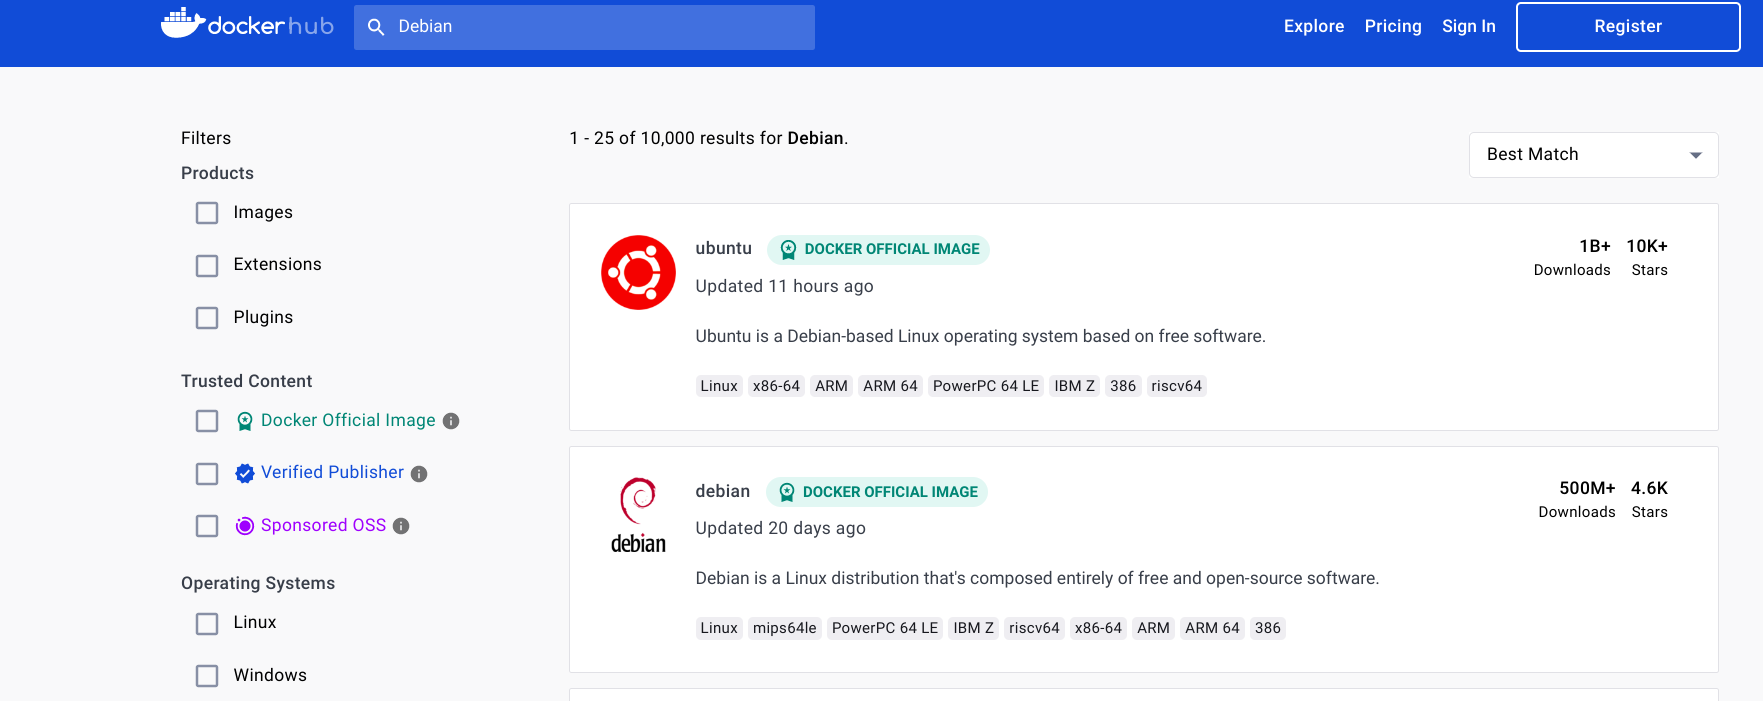 dockerhub
Debian
Explore Pricing Sign In Register
Filters
Products
Images
Extensions
Plugins
Trusted Content
Docker Official Image
Verified Publisher
Sponsored OSS
Operating Systems
Linux
Windows
1 - 25 of 10,000 results for Debian.
Best Match
ubuntu DOCKER OFFICIAL IMAGE
1B+ 10K+
Downloads Stars
Updated 11 hours ago
Ubuntu is a Debian-based Linux operating system based on free software.
Linux x86-64 ARM ARM 64 PowerPC 64 LE IBM Z 386 riscv64
debian
debian DOCKER OFFICIAL IMAGE
500M+ 4.6K
Downloads Stars
Updated 20 days ago
Debian is a Linux distribution that's composed entirely of free and open-source software.
Linux mips64le PowerPC 64 LE IBM Z riscv64 x86-64 ARM ARM 64 386